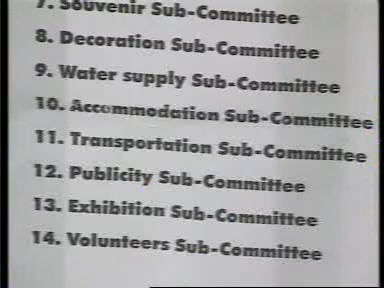 7. Souvenir Sub-Committee
8. Decoration Sub-Committee
9. Water supply Sub-Committee
10. Accommodation Sub-Committee
11. Transportation Sub-Committee
12. Publicity Sub-Committee
13. Exhibition Sub-Committee
14. Volunteers Sub-Committee